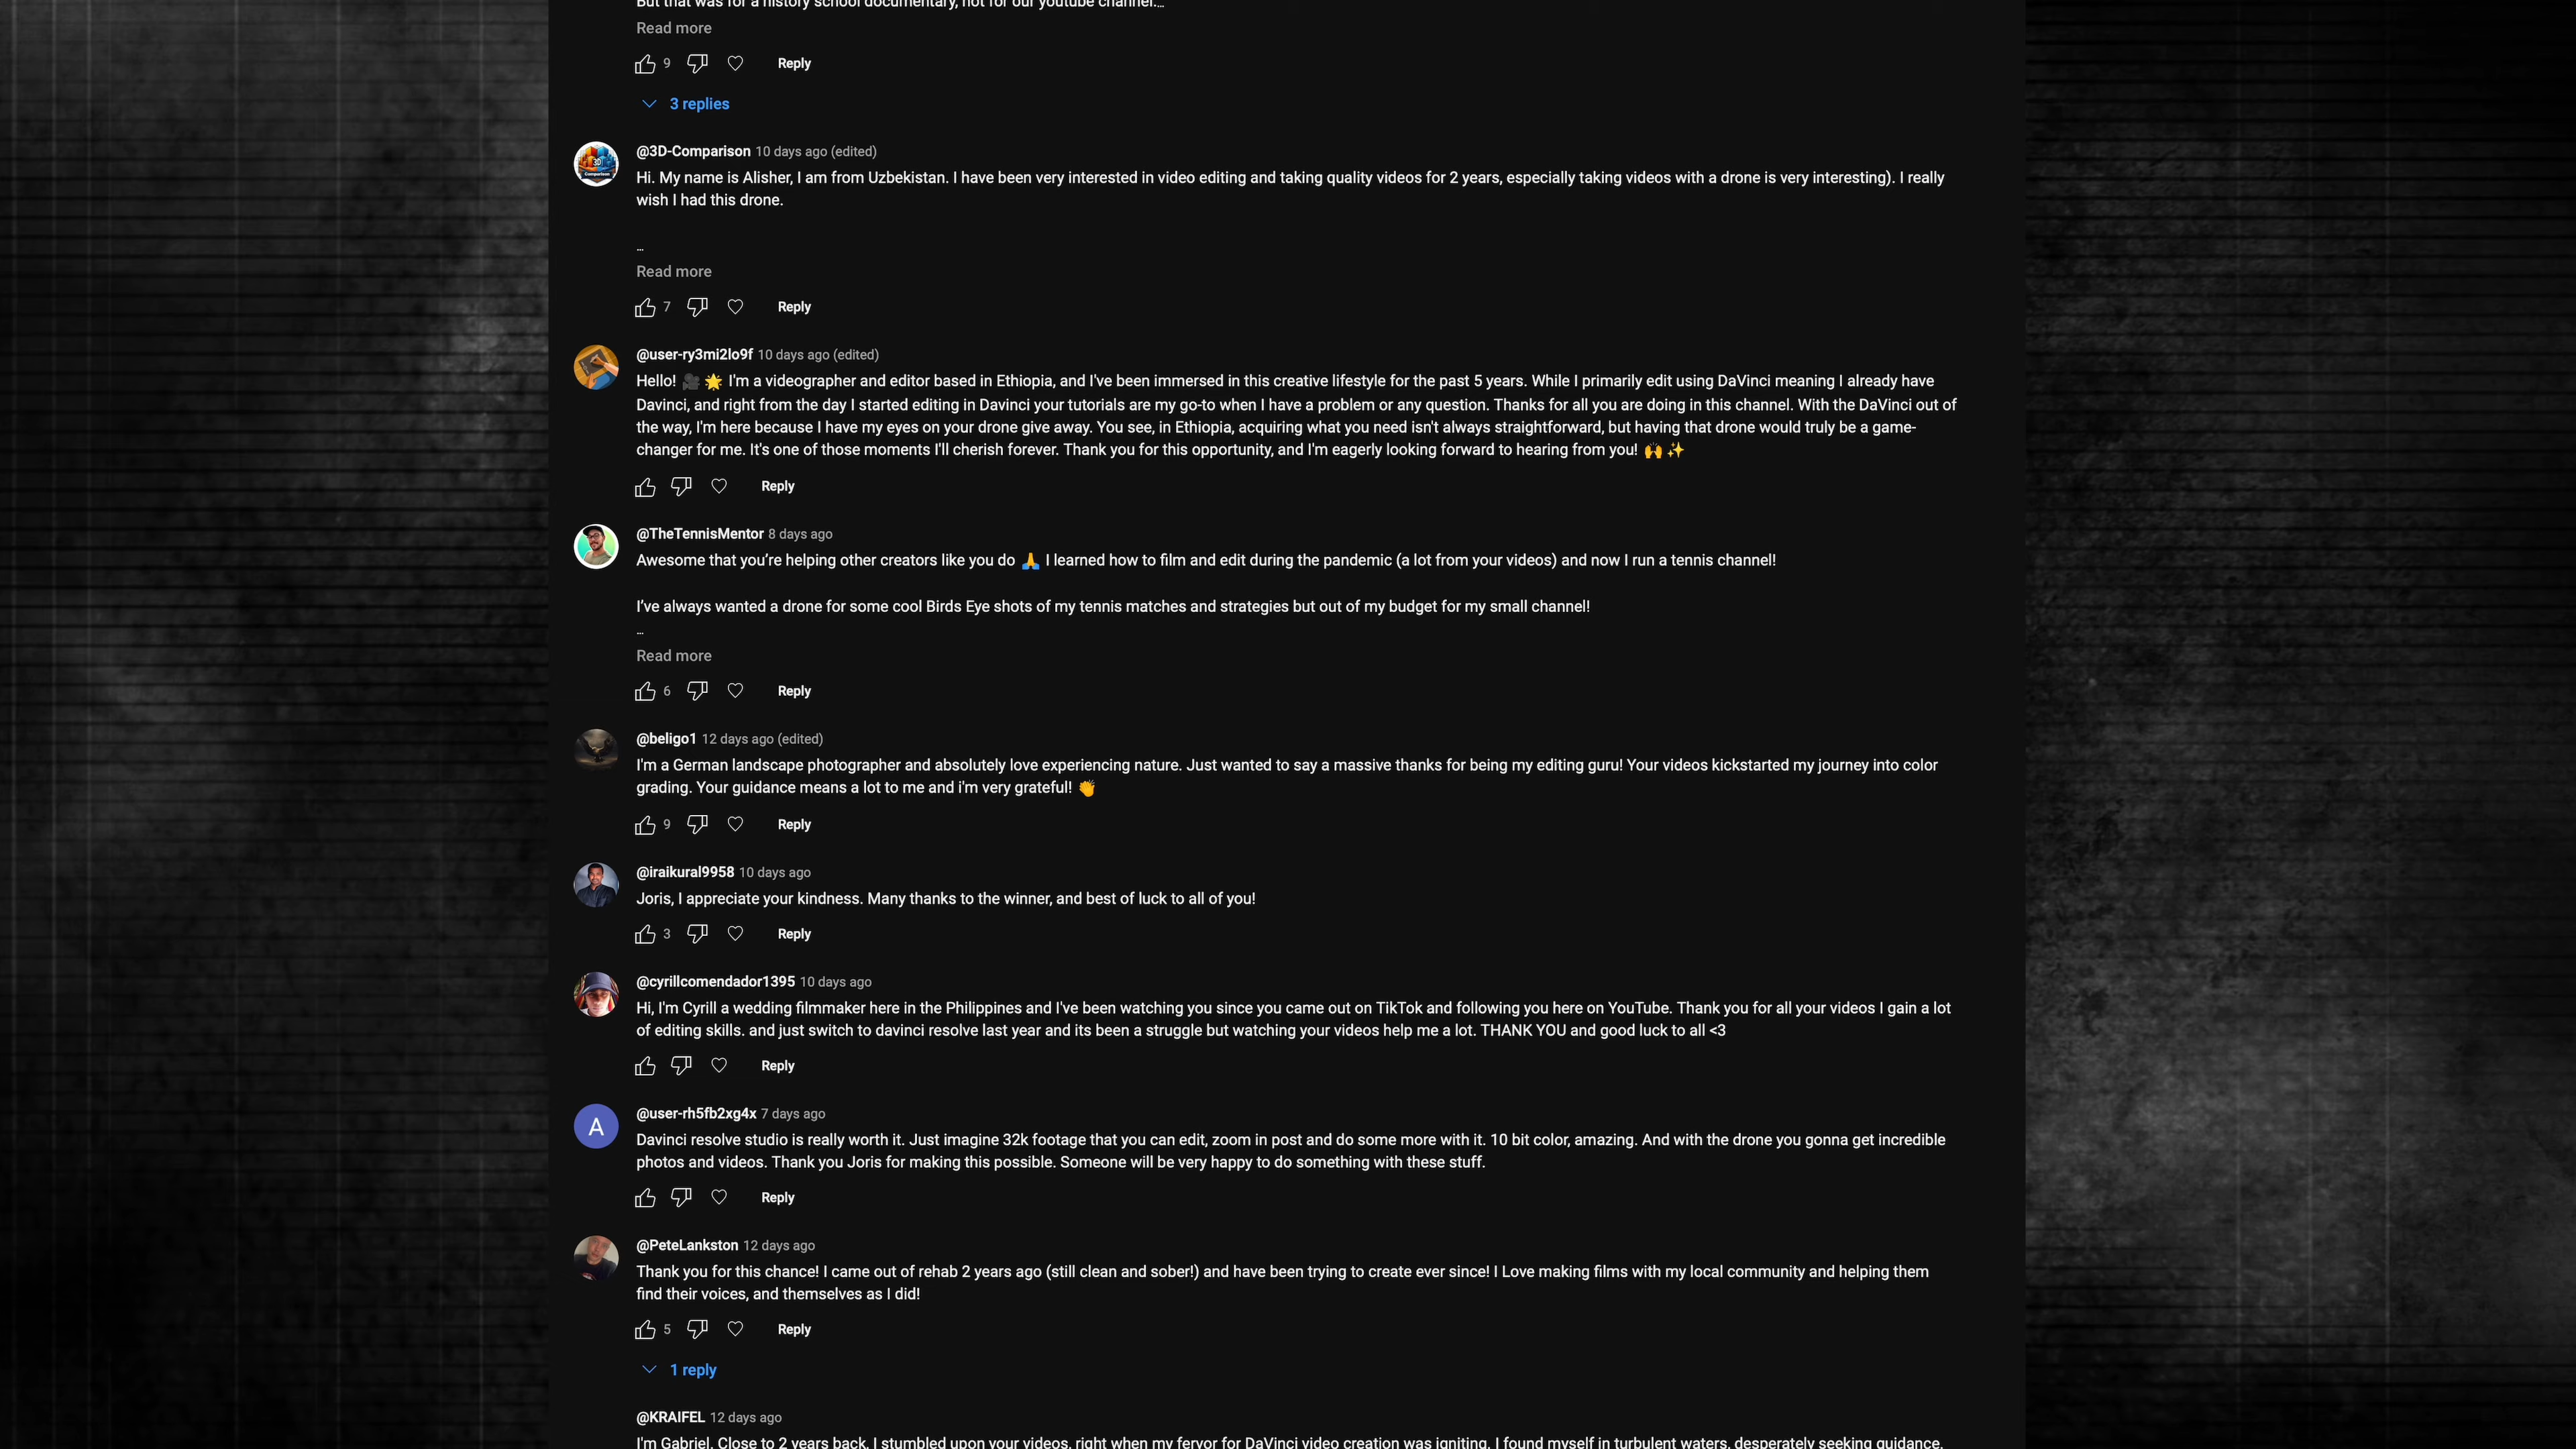 But that was for a history school documentary, not for our youtube channel....
Read more
9 Reply
3 replies
@3D-Comparison 10 days ago (edited)
Hi. My name is Alisher, I am from Uzbekistan. I have been very interested in video editing and taking quality videos for 2 years, especially taking videos with a drone is very interesting). I really
wish I had this drone.
...
Read more
7 Reply
@user-ry3mi2lo9f 10 days ago (edited)
Hello! 🎥 🌟 I'm a videographer and editor based in Ethiopia, and I've been immersed in this creative lifestyle for the past 5 years. While I primarily edit using DaVinci meaning I already have
Davinci, and right from the day I started editing in Davinci your tutorials are my go-to when I have a problem or any question. Thanks for all you are doing in this channel. With the DaVinci out of
the way, I'm here because I have my eyes on your drone give away. You see, in Ethiopia, acquiring what you need isn't always straightforward, but having that drone would truly be a game-
changer for me. It's one of those moments I'll cherish forever. Thank you for this opportunity, and I'm eagerly looking forward to hearing from you! 🙌 ✨
Reply
@TheTennisMentor 8 days ago
Awesome that you’re helping other creators like you do 🙏 I learned how to film and edit during the pandemic (a lot from your videos) and now I run a tennis channel!
I’ve always wanted a drone for some cool Birds Eye shots of my tennis matches and strategies but out of my budget for my small channel!
...
Read more
6 Reply
@beligo1 12 days ago (edited)
I'm a German landscape photographer and absolutely love experiencing nature. Just wanted to say a massive thanks for being my editing guru! Your videos kickstarted my journey into color
grading. Your guidance means a lot to me and i'm very grateful! 👏
9 Reply
@iraikural9958 10 days ago
Joris, I appreciate your kindness. Many thanks to the winner, and best of luck to all of you!
3 Reply
@cyrillcomendador1395 10 days ago
Hi, I'm Cyrill a wedding filmmaker here in the Philippines and I've been watching you since you came out on TikTok and following you here on YouTube. Thank you for all your videos I gain a lot
of editing skills. and just switch to davinci resolve last year and its been a struggle but watching your videos help me a lot. THANK YOU and good luck to all <3
Reply
A
@user-rh5fb2xg4x 7 days ago
Davinci resolve studio is really worth it. Just imagine 32k footage that you can edit, zoom in post and do some more with it. 10 bit color, amazing. And with the drone you gonna get incredible
photos and videos. Thank you Joris for making this possible. Someone will be very happy to do something with these stuff.
Reply
@PeteLankston 12 days ago
Thank you for this chance! I came out of rehab 2 years ago (still clean and sober!) and have been trying to create ever since! I Love making films with my local community and helping them
find their voices, and themselves as I did!
5 Reply
1 reply
@KRAIFEL 12 days ago
I'm Gabriel. Close to 2 years back, I stumbled upon your videos, right when my fervor for DaVinci video creation was igniting. I found myself in turbulent waters, desperately seeking guidance.